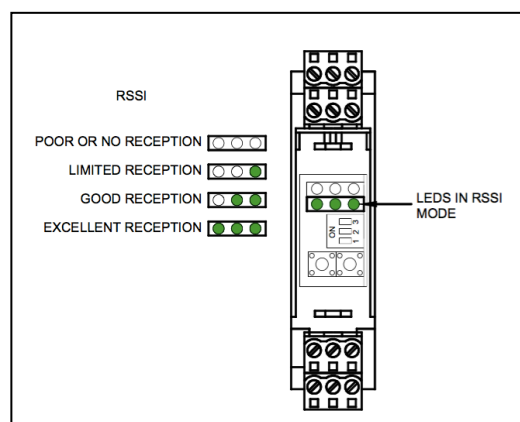 RSSI
POOR OR NO RECEPTION
LIMITED RECEPTION
GOOD RECEPTION
EXCELLENT RECEPTION
LEDS IN RSSI
MODE
ON
1 2 3